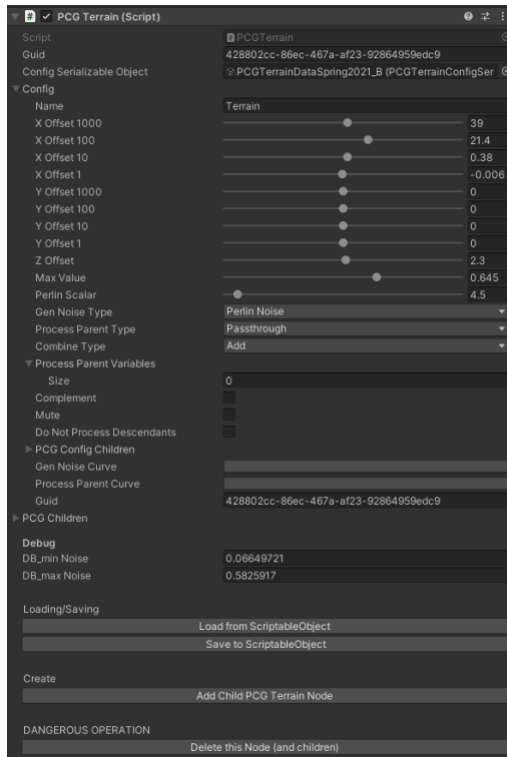 PCG Terrain (Script)
Script PCGTerrain
Guid 428802cc-86ec-467a-af23-92864959edc9
Config Serializable Object PCGTerrainDataSpring2021_B (PCGTerrainConfigSer
Config
Name Terrain
X Offset 1000 39
X Offset 100 21.4
X Offset 10 0.38
X Offset 1 -0.006
Y Offset 1000 0
Y Offset 100 0
Y Offset 10 0
Y Offset 1 0
Z Offset 2.3
Max Value 0.645
Perlin Scalar 4.5
Gen Noise Type Perlin Noise
Process Parent Type Passthrough
Combine Type Add
Process Parent Variables
Size 0
Complement
Mute
Do Not Process Descendants
PCG Config Children
Gen Noise Curve
Process Parent Curve
Guid 428802cc-86ec-467a-af23-92864959edc9
PCG Children
Debug
DB_min Noise 0.06649721
DB_max Noise 0.5825917
Loading/Saving
Load from ScriptableObject
Save to ScriptableObject
Create
Add Child PCG Terrain Node
DANGEROUS OPERATION
Delete this Node (and children)